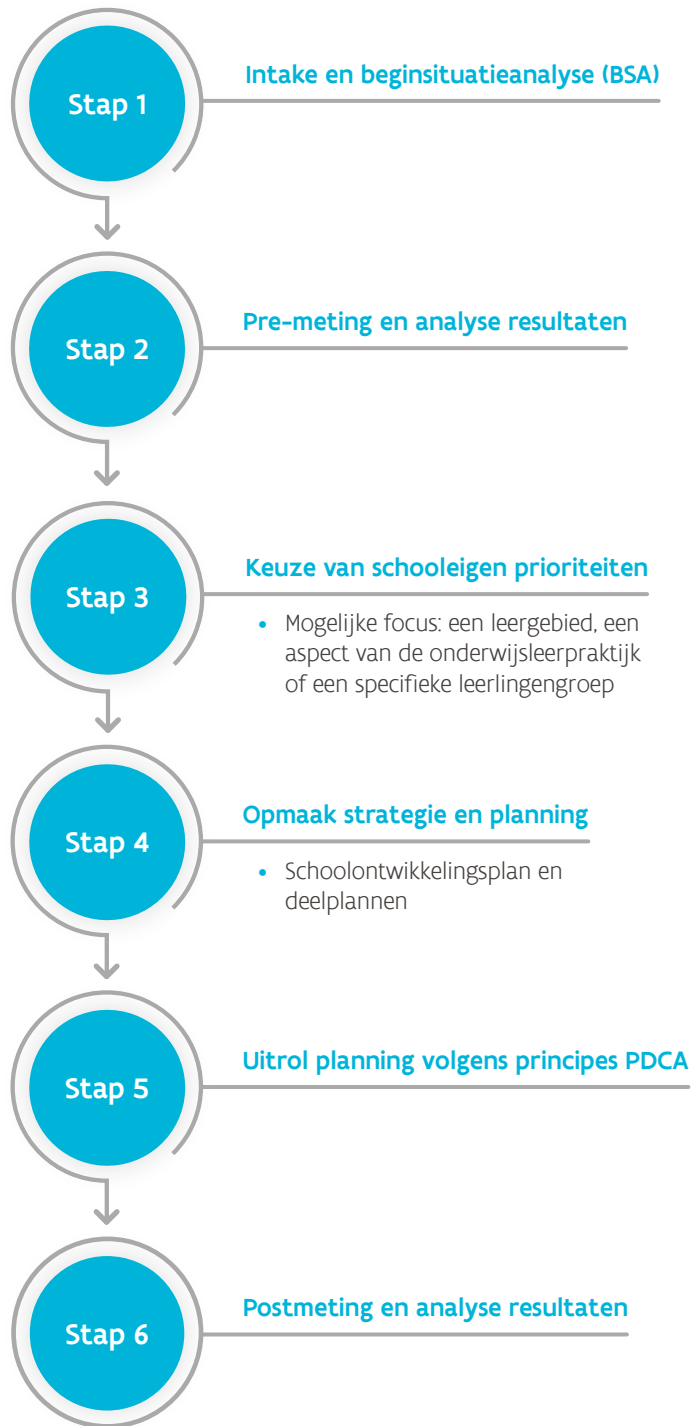 Stap 1
Intake en beginsituatieanalyse (BSA)
Stap 2
Pre-meting en analyse resultaten
Stap 3
Keuze van schooleigen prioriteiten
• Mogelijke focus: een leergebied, een
aspect van de onderwijsleerpraktijk
of een specifieke leerlingengroep
Stap 4
Opmaak strategie en planning
• Schoolontwikkelingsplan en
deelplannen
Stap 5
Uitrol planning volgens principes PDCA
Stap 6
Postmeting en analyse resultaten